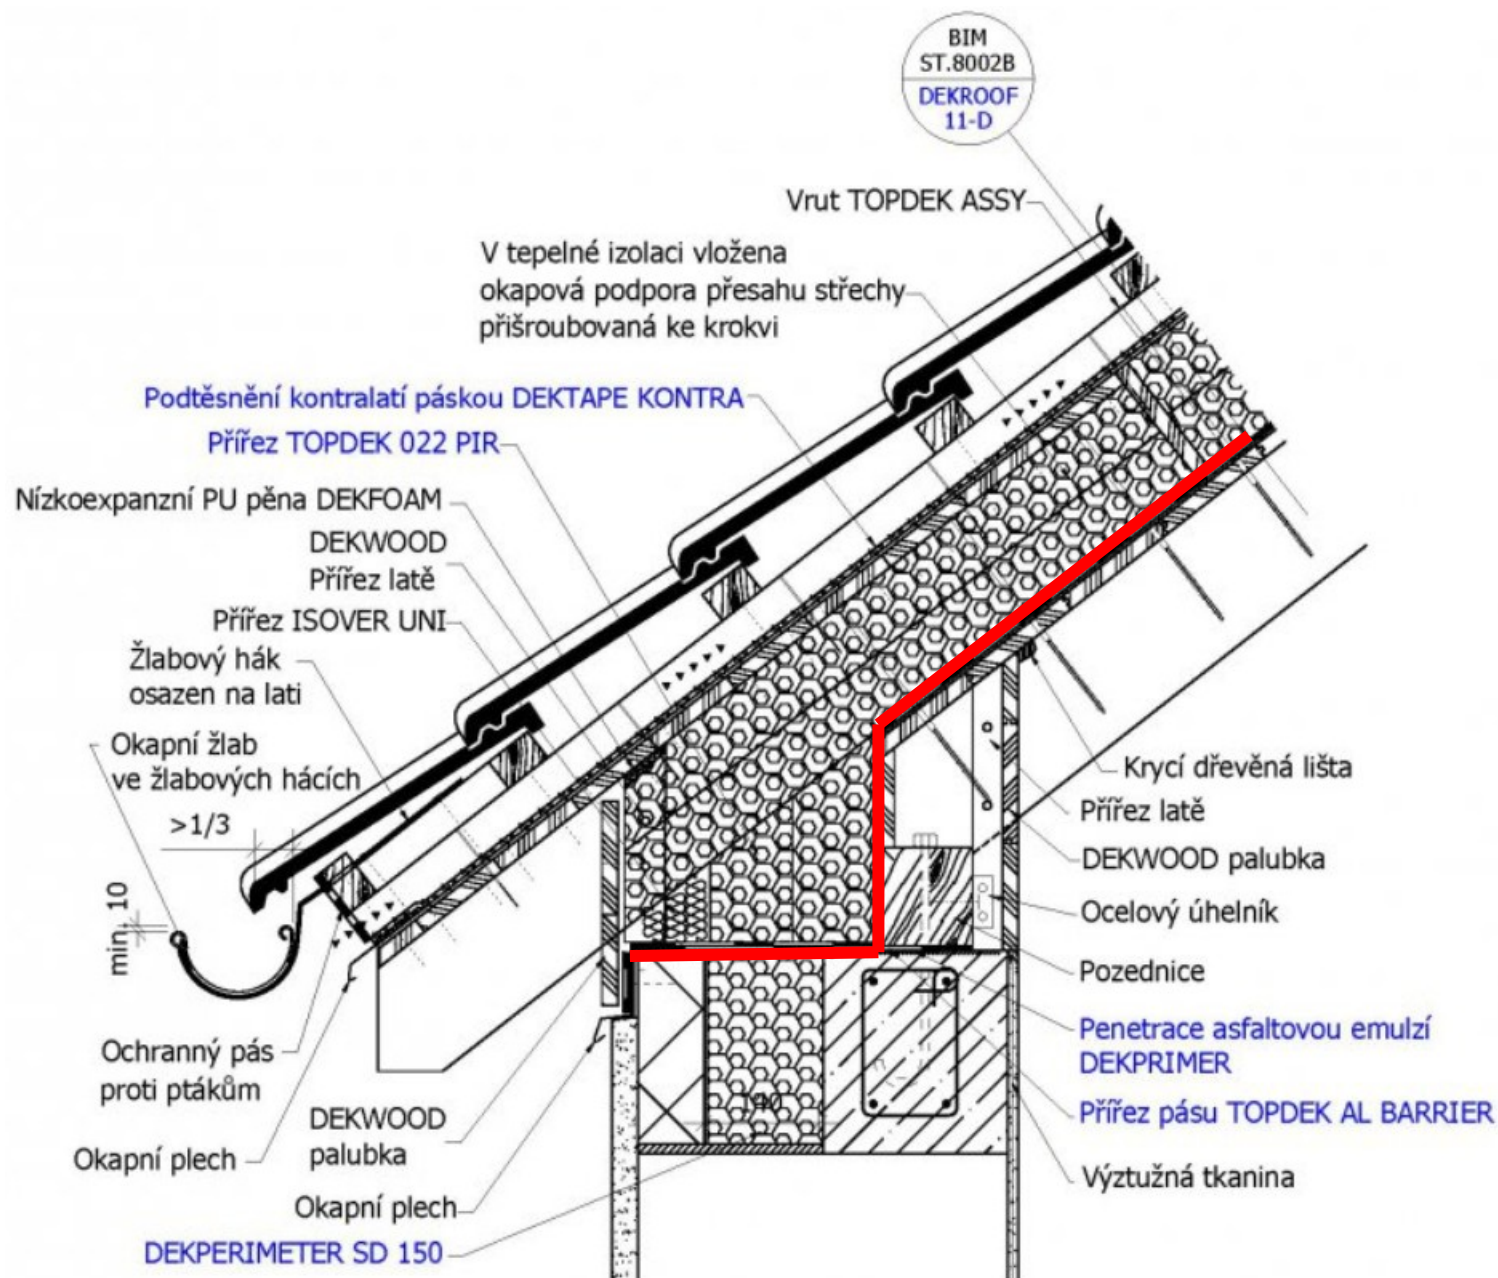 BIM
ST.8002B
DEKROOF
11-D
Vrut TOPDEK ASSY
V tepelné izolaci vložena
okapová podpora přesahu střechy
přišroubovaná ke krokvi
Podtěsnění kontralatí páskou DEKTAPE KONTRA
Přířez TOPDEK 022 PIR
Nízkoexpanzní PU pěna DEKFOAM
DEKWOOD
Přířez latě
Přířez ISOVER UNI
Žlabový hák
osazen na lati
Okapní žlab
ve žlabových hácích
>1/3
min. 10
Ochranný pás
proti ptákům
Okapní plech
DEKWOOD
palubka
Okapní plech
DEKPERIMETER SD 150
140
Krycí dřevěná lišta
Přířez latě
DEKWOOD palubka
Ocelový úhelník
Pozednice
Penetrace asfaltovou emulzí
DEKPRIMER
Přířez pásu TOPDEK AL BARRIER
Výztužná tkanina